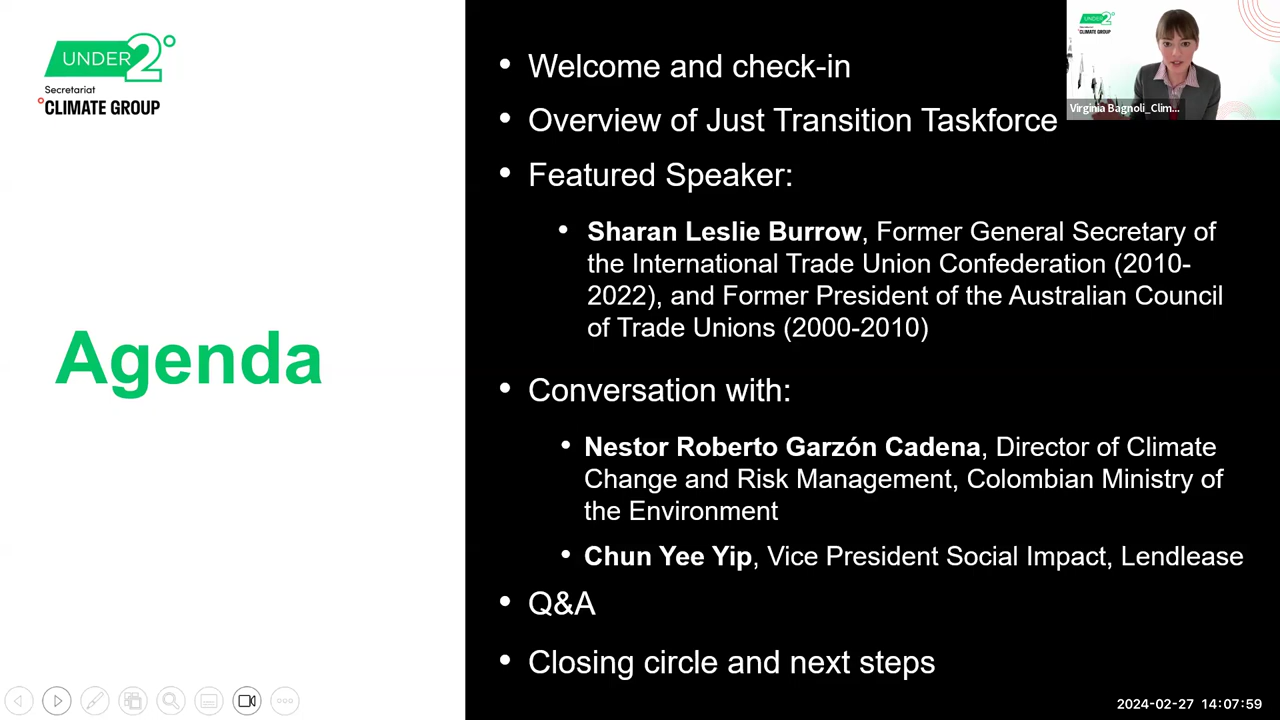 UNDER2°
Secretariat
°CLIMATE GROUP
Agenda
• Welcome and check-in
• Overview of Just Transition Taskforce
• Featured Speaker:
• Sharan Leslie Burrow, Former General Secretary of
the International Trade Union Confederation (2010-
2022), and Former President of the Australian Council
of Trade Unions (2000-2010)
• Conversation with:
• Nestor Roberto Garzón Cadena, Director of Climate
Change and Risk Management, Colombian Ministry of
the Environment
• Chun Yee Yip, Vice President Social Impact, Lendlease
• Q&A
• Closing circle and next steps
UNDER2°
CLIMATE GROUP
Virginia Bagnoli_Clim...
2024-02-27 14:07:59